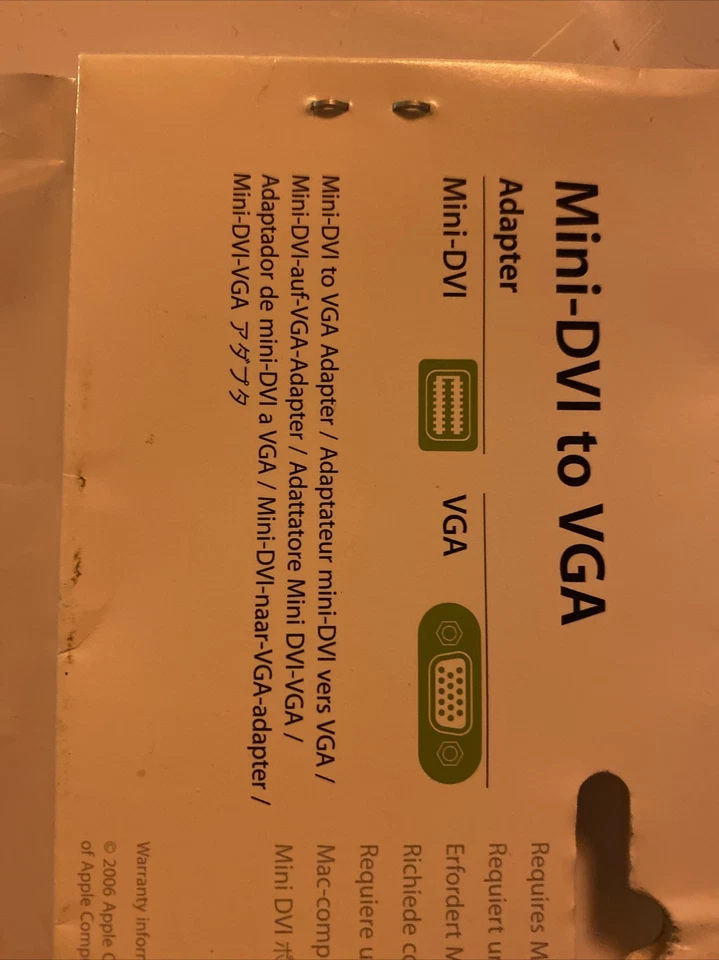 Mini-DVI to VGA
Adapter
Mini-DVI
VGA
Mini-DVI to VGA Adapter / Adaptateur mini-DVI vers VGA /
Mini-DVI-auf-VGA-Adapter / Adattatore Mini DVI-VGA /
Adaptador de mini-DVI a VGA / Mini-DVI-naar-VGA-adapter /
Mini-DVI-VGA アダプタ
Requires
Requiert
Erfordert
Richiede
Requiere
Mac-comp
Mini DVI
Warranty
© 2006 Apple
of Apple